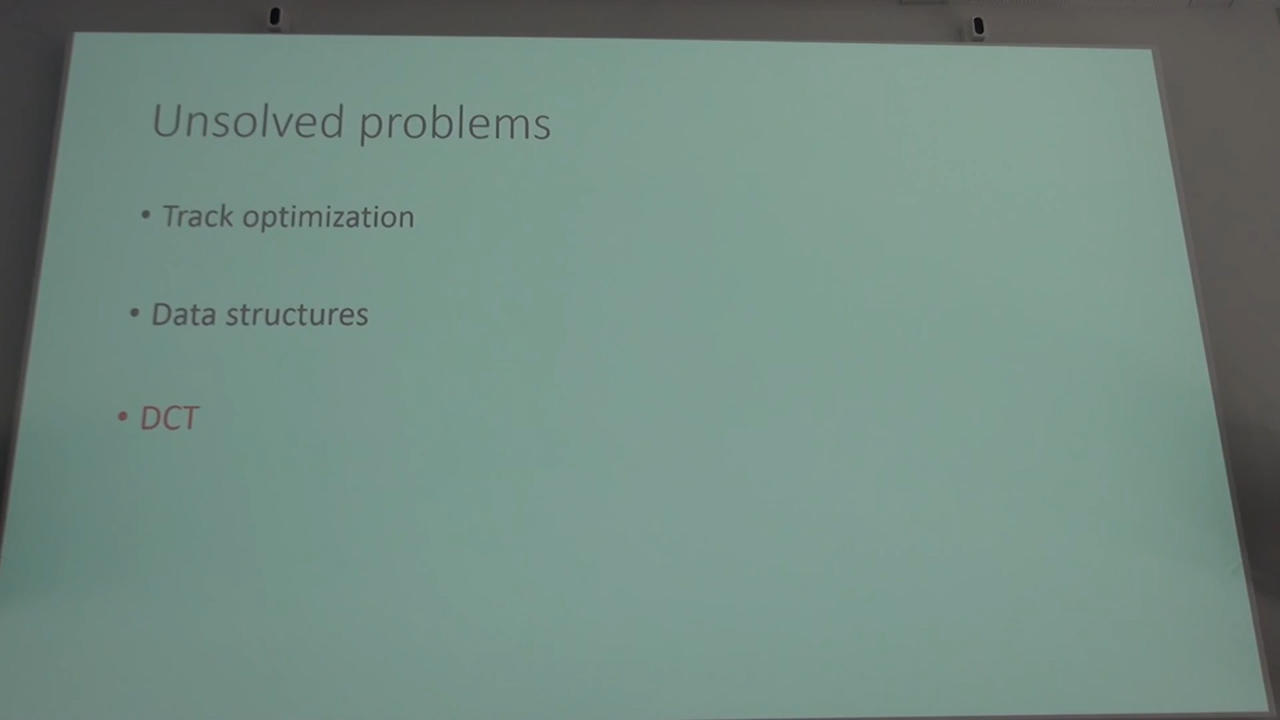 Unsolved problems
• Track optimization
• Data structures
• DCT